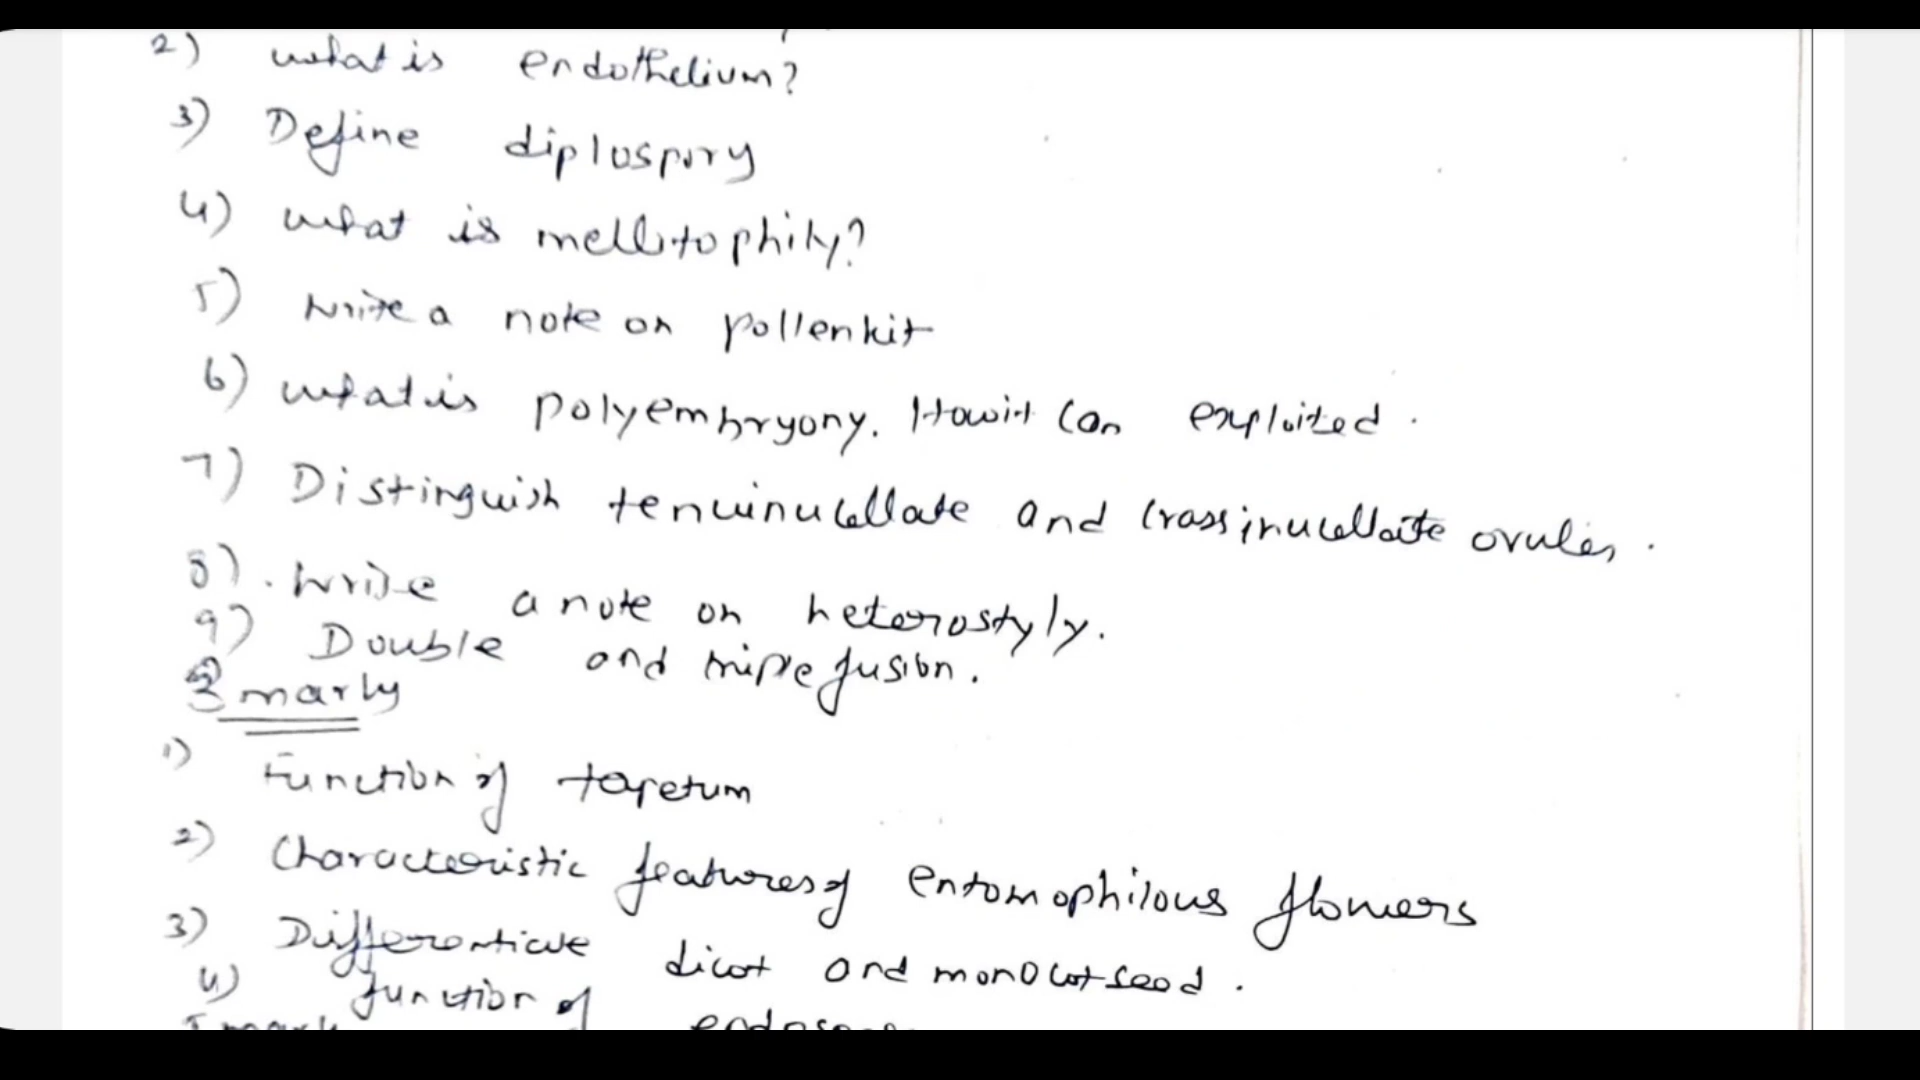 2) what is endothelium?
3) Define diplospory
4) what is mellitophily?
5) Write a note on pollenkit
6) what is polyembryony. How it can exploited.
7) Distinguish tenuinucellate and crassinucellate ovules.
8). Write a note on heterostyly.
9) Double and triple fusion.
marks
1) Function of tapetum
2) Characteristic features of entomophilous flowers
3) Differentiate dicot and monocot seed.
4) function of